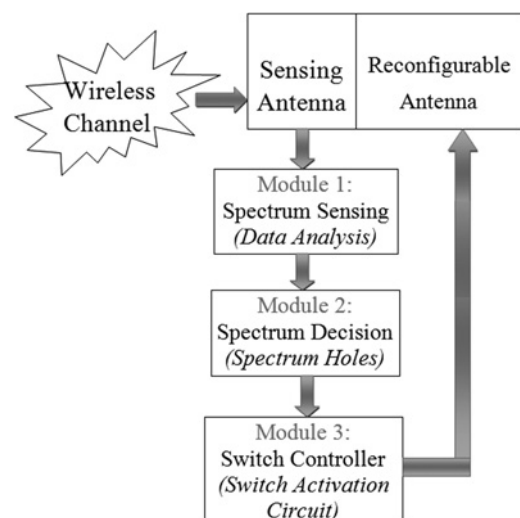 Wireless
Channel
Sensing
Antenna
Reconfigurable
Antenna
Module 1:
Spectrum Sensing
(Data Analysis)
Module 2:
Spectrum Decision
(Spectrum Holes)
Module 3:
Switch Controller
(Switch Activation
Circuit)